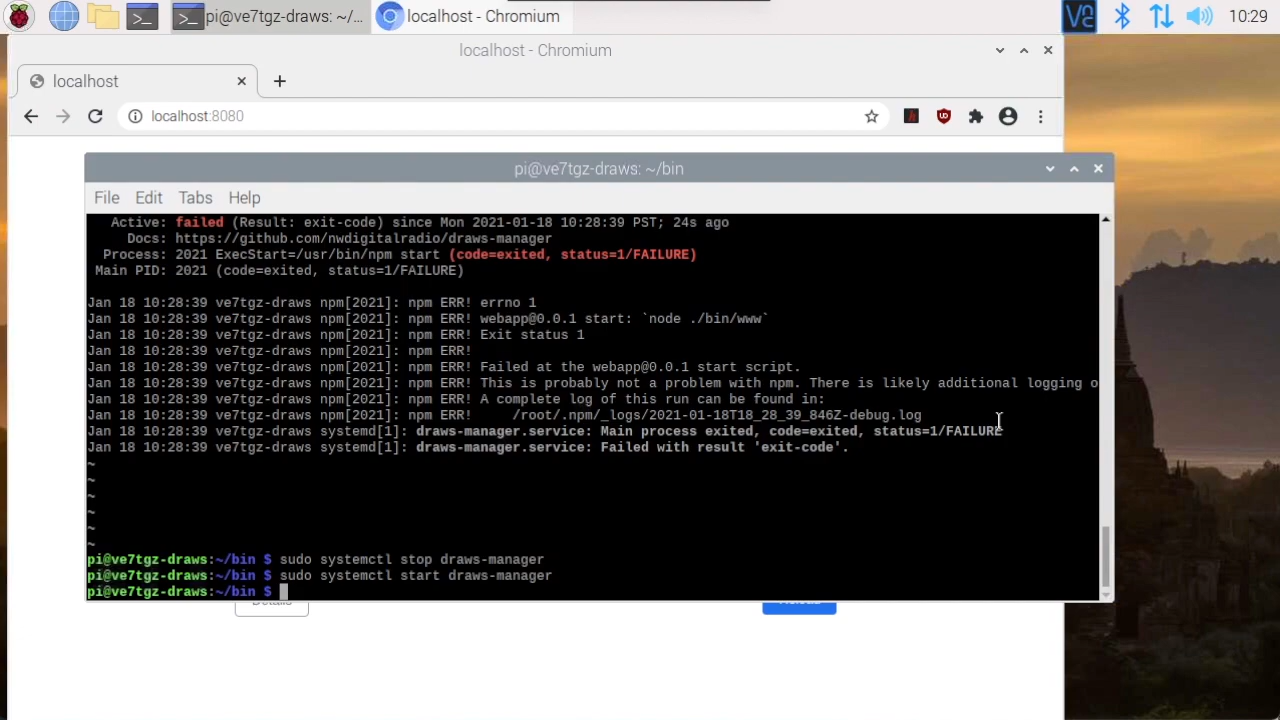 pi@ve7tgz-draws: ~/...
localhost - Chromium
10:29
localhost - Chromium
localhost
localhost:8080
pi@ve7tgz-draws: ~/bin
File Edit Tabs Help
Active: failed (Result: exit-code) since Mon 2021-01-18 10:28:39 PST; 24s ago
Docs: https://github.com/nwdigitalradio/draws-manager
Process: 2021 ExecStart=/usr/bin/npm start (code=exited, status=1/FAILURE)
Main PID: 2021 (code=exited, status=1/FAILURE)
Jan 18 10:28:39 ve7tgz-draws npm[2021]: npm ERR! errno 1
Jan 18 10:28:39 ve7tgz-draws npm[2021]: npm ERR! webapp@0.0.1 start: `node ./bin/www`
Jan 18 10:28:39 ve7tgz-draws npm[2021]: npm ERR! Exit status 1
Jan 18 10:28:39 ve7tgz-draws npm[2021]: npm ERR!
Jan 18 10:28:39 ve7tgz-draws npm[2021]: npm ERR! Failed at the webapp@0.0.1 start script.
Jan 18 10:28:39 ve7tgz-draws npm[2021]: npm ERR! This is probably not a problem with npm. There is likely additional logging o
Jan 18 10:28:39 ve7tgz-draws npm[2021]: npm ERR! A complete log of this run can be found in:
Jan 18 10:28:39 ve7tgz-draws npm[2021]: npm ERR!     /root/.npm/_logs/2021-01-18T18_28_39_846Z-debug.log
Jan 18 10:28:39 ve7tgz-draws systemd[1]: draws-manager.service: Main process exited, code=exited, status=1/FAILURE
Jan 18 10:28:39 ve7tgz-draws systemd[1]: draws-manager.service: Failed with result 'exit-code'.
~
~
~
~
~
~
pi@ve7tgz-draws:~/bin $ sudo systemctl stop draws-manager
pi@ve7tgz-draws:~/bin $ sudo systemctl start draws-manager
pi@ve7tgz-draws:~/bin $